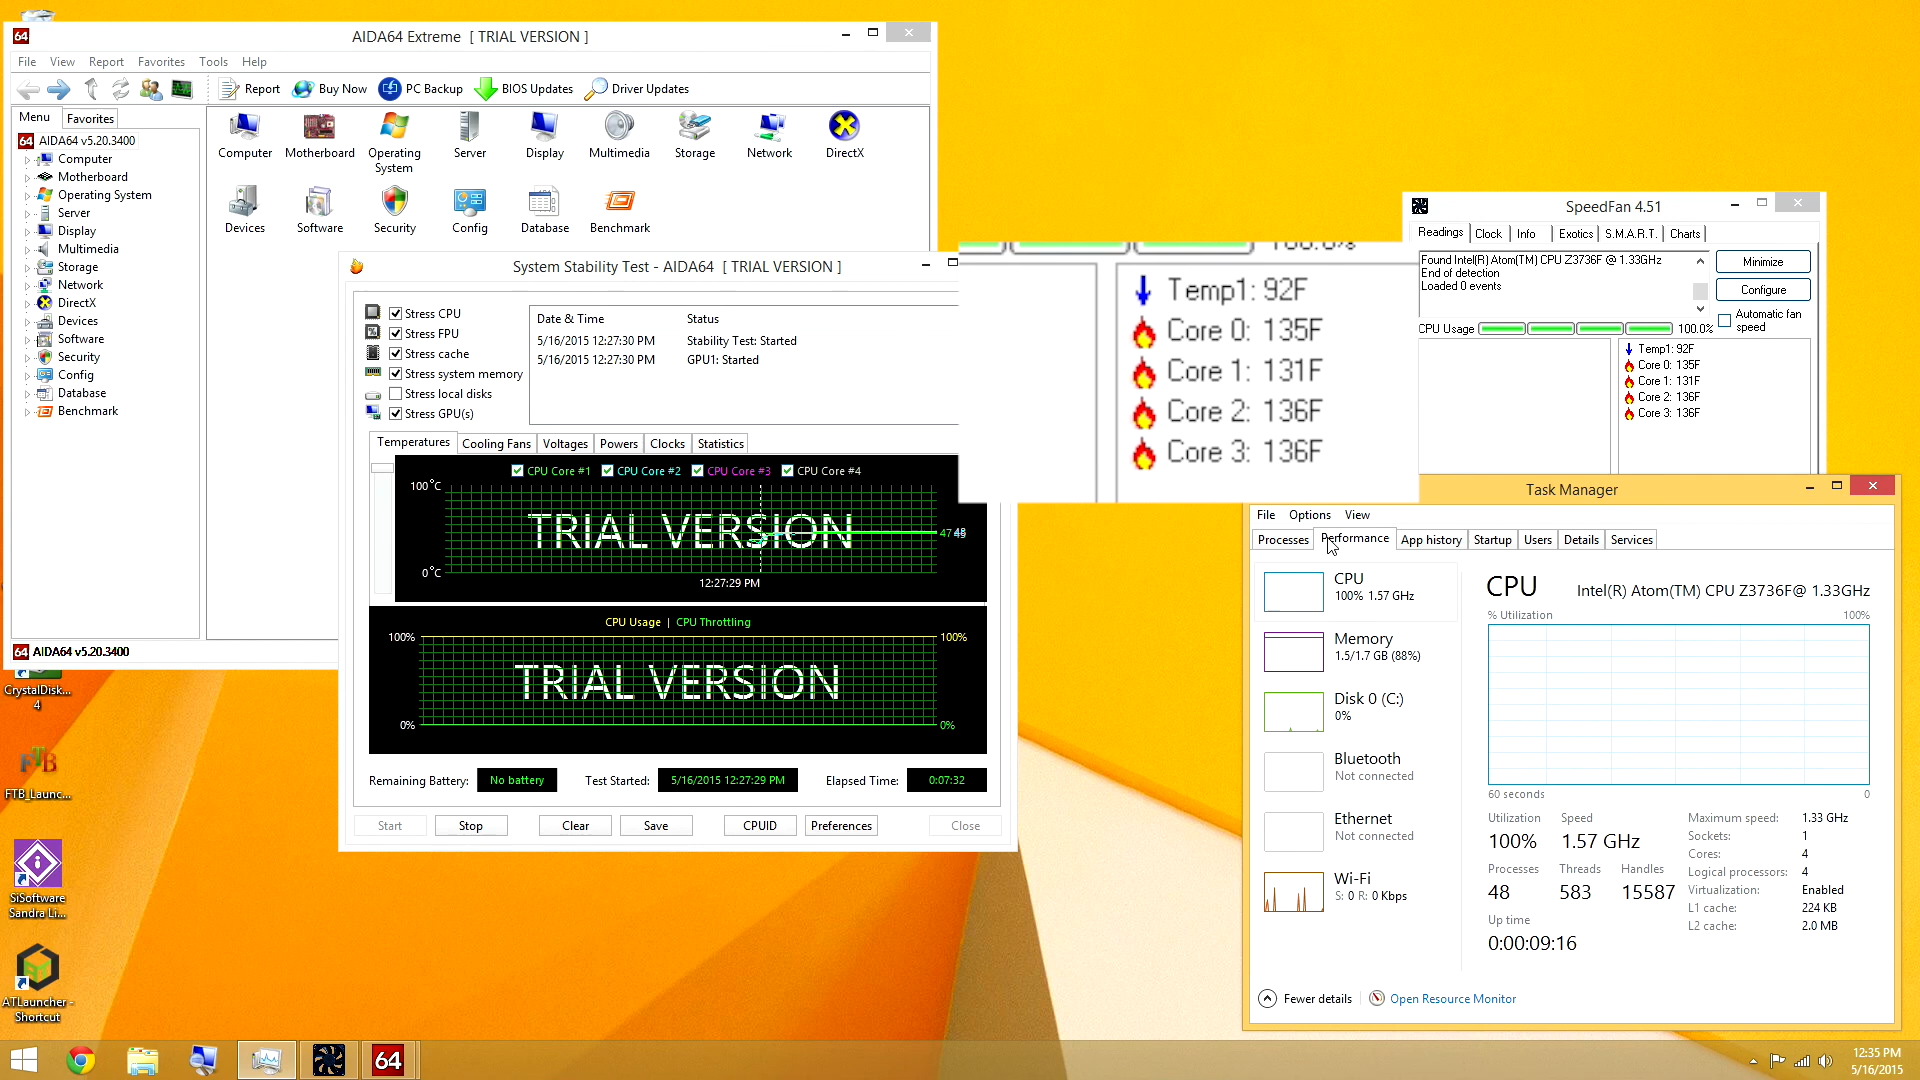 64 AIDA64 Extreme [ TRIAL VERSION ]
File View Report Favorites Tools Help
Report Buy Now PC Backup BIOS Updates Driver Updates
Menu Favorites
64 AIDA64 v5.20.3400
Computer
Motherboard
Operating System
Server
Display
Multimedia
Storage
Network
DirectX
Devices
Software
Security
Config
Database
Benchmark
Computer Motherboard Operating System Server Display Multimedia Storage Network DirectX
Devices Software Security Config Database Benchmark
64 AIDA64 v5.20.3400
System Stability Test - AIDA64 [ TRIAL VERSION ]
Stress CPU
Stress FPU
Stress cache
Stress system memory
Stress local disks
Stress GPU(s)
Date & Time Status
5/16/2015 12:27:30 PM Stability Test: Started
5/16/2015 12:27:30 PM GPU1: Started
Temperatures Cooling Fans Voltages Powers Clocks Statistics
CPU Core #1 CPU Core #2 CPU Core #3 CPU Core #4
100°C
TRIAL VERSION
47
0°C
12:27:29 PM
CPU Usage | CPU Throttling
100% 100%
TRIAL VERSION
0% 0%
Remaining Battery: No battery Test Started: 5/16/2015 12:27:29 PM Elapsed Time: 0:07:32
Start Stop Clear Save CPUID Preferences Close
100.0%
Temp1: 92F
Core 0: 135F
Core 1: 131F
Core 2: 136F
Core 3: 136F
SpeedFan 4.51
Readings Clock Info Exotics S.M.A.R.T. Charts
Found Intel(R) Atom(TM) CPU Z3736F @ 1.33GHz
End of detection
Loaded 0 events
Minimize
Configure
Automatic fan speed
CPU Usage 100.0%
Temp1: 92F
Core 0: 135F
Core 1: 131F
Core 2: 136F
Core 3: 136F
Task Manager
File Options View
Processes Performance App history Startup Users Details Services
CPU
100% 1.57 GHz
Memory
1.5/1.7 GB (88%)
Disk 0 (C:)
0%
Bluetooth
Not connected
Ethernet
Not connected
Wi-Fi
S: 0 R: 0 Kbps
CPU Intel(R) Atom(TM) CPU Z3736F@ 1.33GHz
% Utilization 100%
60 seconds 0
Utilization Speed
100% 1.57 GHz
Processes Threads Handles
48 583 15587
Up time
0:00:09:16
Maximum speed: 1.33 GHz
Sockets: 1
Cores: 4
Logical processors: 4
Virtualization: Enabled
L1 cache: 224 KB
L2 cache: 2.0 MB
Fewer details Open Resource Monitor
CrystalDisk...
4
FTB
FTB_Launc...
SiSoftware
Sandra Li...
ATLauncher -
Shortcut
64
12:35 PM
5/16/2015